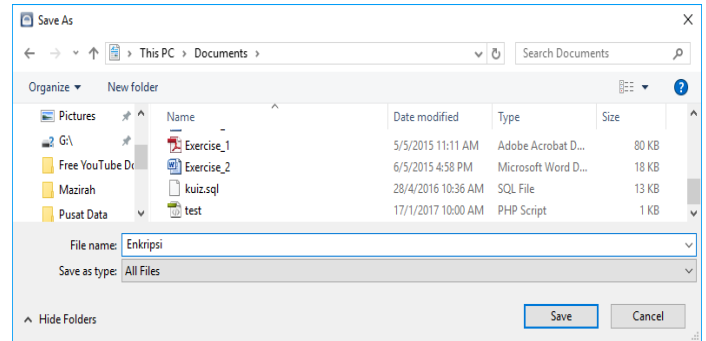 Save As
This PC > Documents >
Search Documents
Organize
New folder
Name
Date modified
Type
Size
Pictures
G:\
Free YouTube Do
Mazirah
Pusat Data
Exercise_1 5/5/2015 11:11 AM Adobe Acrobat D... 80 KB
Exercise_2 6/5/2015 4:58 PM Microsoft Word D... 18 KB
kuiz.sql 28/4/2016 10:36 AM SQL File 13 KB
test 17/1/2017 10:00 AM PHP Script 1 KB
File name: Enkripsi
Save as type: All Files
Hide Folders
Save
Cancel